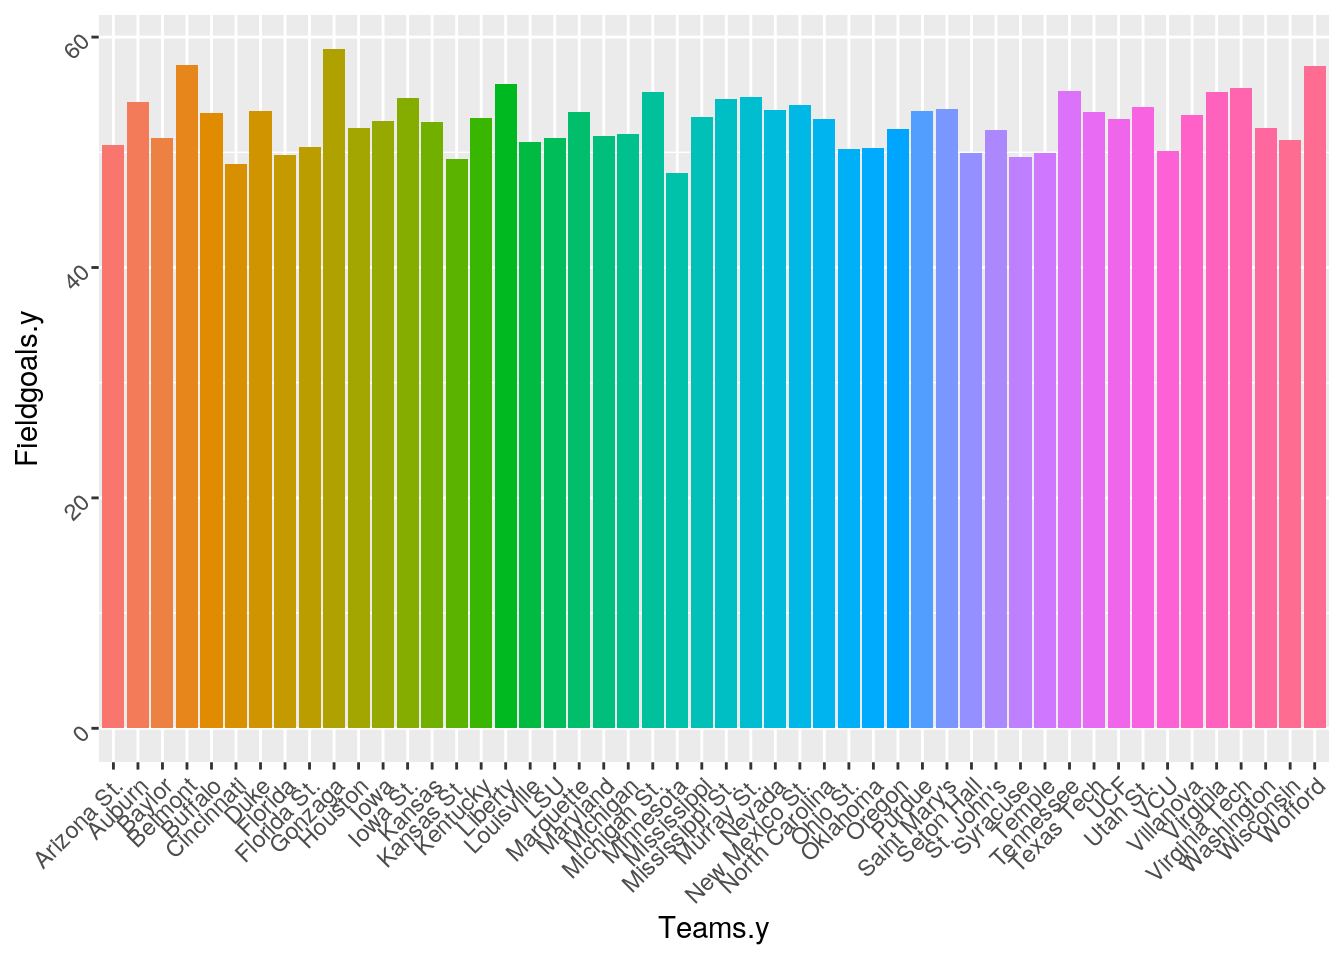 60
40
20
0
Fieldgoals.y
Arizona St.
Auburn
Baylor
Belmont
Buffalo
Cincinnati
Duke
Florida
Florida St.
Gonzaga
Houston
Iowa
Iowa St.
Kansas
Kansas St.
Kentucky
Liberty
Louisville
LSU
Marquette
Maryland
Michigan
Michigan St.
Minnesota
Mississippi
Mississippi St.
Murray St.
Nevada
New Mexico St.
North Carolina
Ohio St.
Oklahoma
Oregon
Purdue
Saint Mary's
Seton Hall
St. John's
Syracuse
Temple
Tennessee
Texas Tech
UCF
Utah St.
VCU
Villanova
Virginia
Virginia Tech
Washington
Wisconsin
Wofford
Teams.y